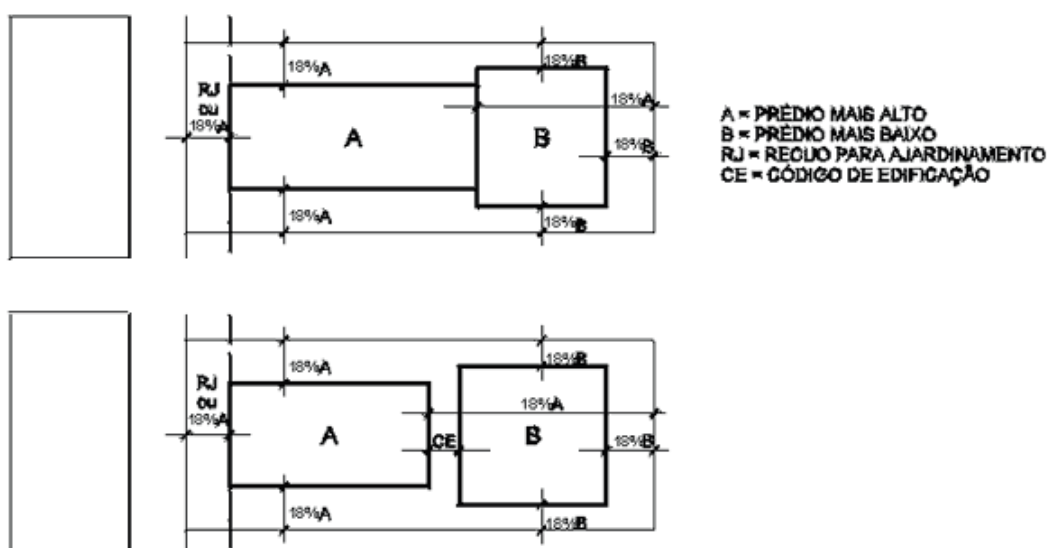 18%A
18%B
RJ
OU
18%A
18%A
A
B
18%B
18%A
18%B
A = PRÉDIO MAIS ALTO
B = PRÉDIO MAIS BAIXO
RJ = RECUO PARA AJARDINAMENTO
CE = CÓDIGO DE EDIFICAÇÃO
18%A
18%B
RJ
OU
18%A
18%A
A
CE
B
18%B
18%A
18%B